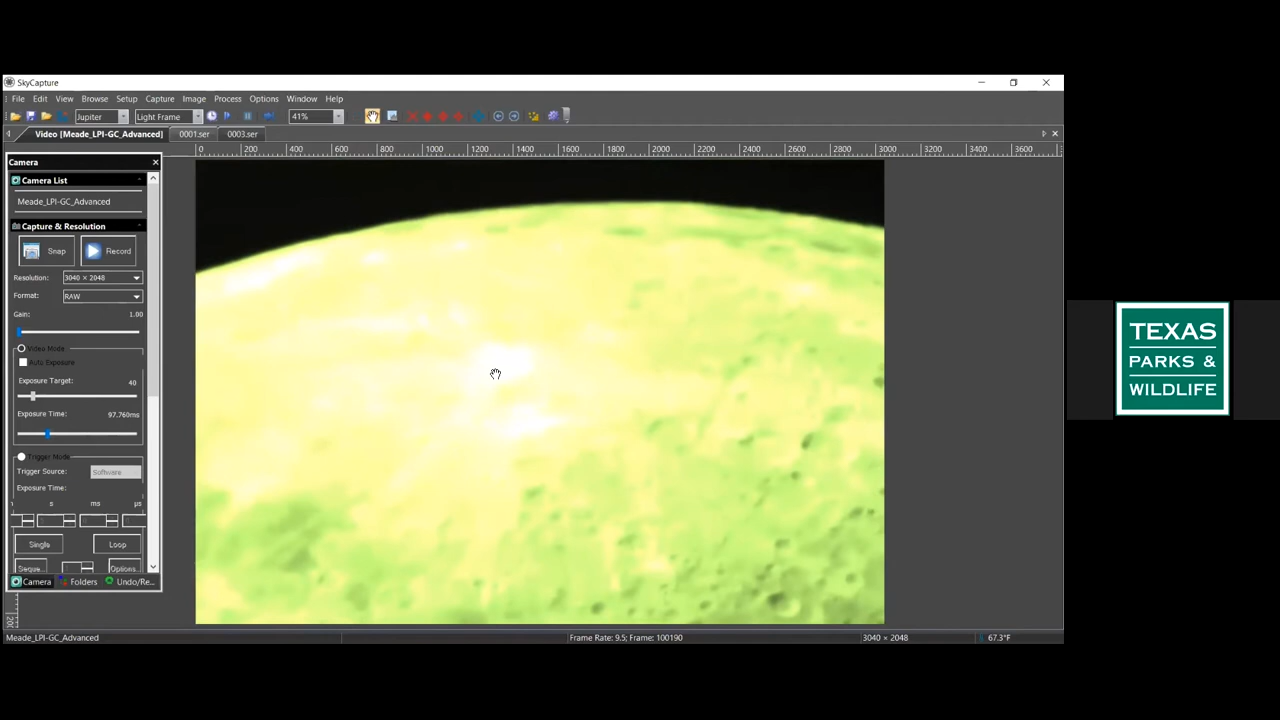 SkyCapture
File Edit View Browse Setup Capture Image Process Options Window Help
Jupiter Light Frame 41%
Video [Meade_LPI-GC_Advanced] 0001.ser 0003.ser
Camera
0 200 400 600 800 1000 1200 1400 1600 1800 2000 2200 2400 2600 2800 3000 3200 3400 3600
Camera List
Meade_LPI-GC_Advanced
Capture & Resolution
Snap Record
Resolution: 3040 × 2048
Format: RAW
Gain: 1.00
Video Mode
Auto Exposure
Exposure Target: 40
Exposure Time: 97.760ms
Trigger Mode
Trigger Source: Software
Exposure Time:
s ms µs
Single Loop
Seque... Options...
Camera Folders Undo/Re...
Meade_LPI-GC_Advanced Frame Rate: 9.5; Frame: 100190 3040 × 2048 67.3°F
TEXAS
PARKS &
WILDLIFE